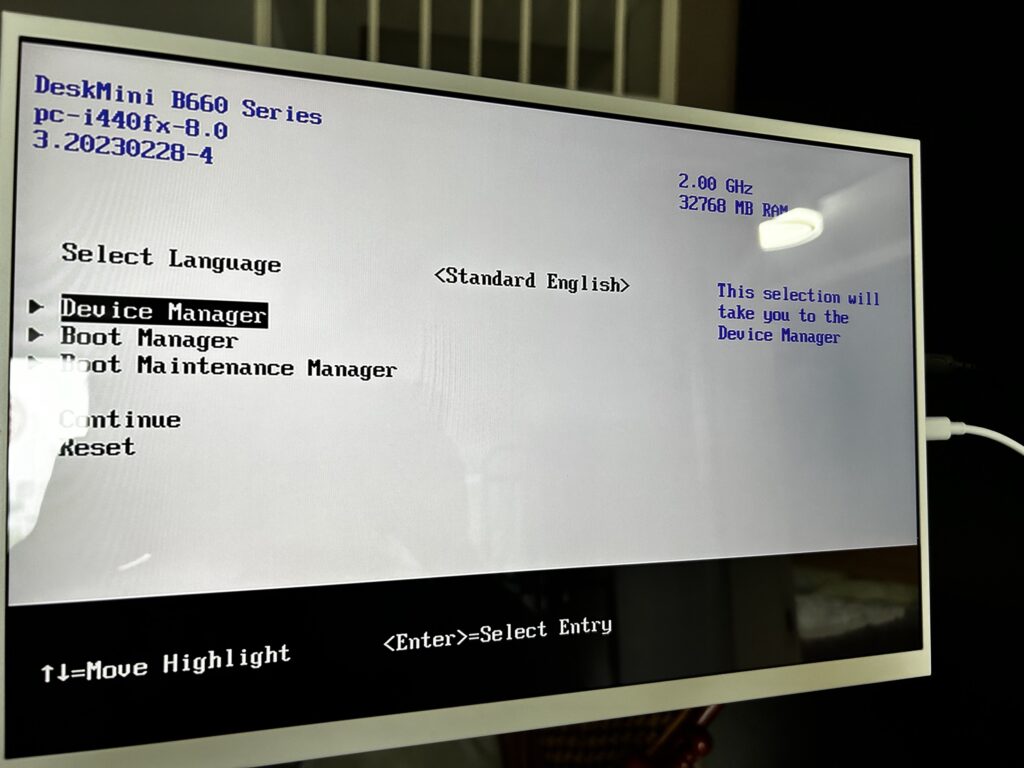 DeskMini B660 Series
pc-i440fx-8.0
3.20230228-4
2.00 GHz
32768 MB RAM
Select Language <Standard English>
This selection will
take you to the
Device Manager
Device Manager
Boot Manager
Boot Maintenance Manager
Continue
Reset
↑↓=Move Highlight <Enter>=Select Entry